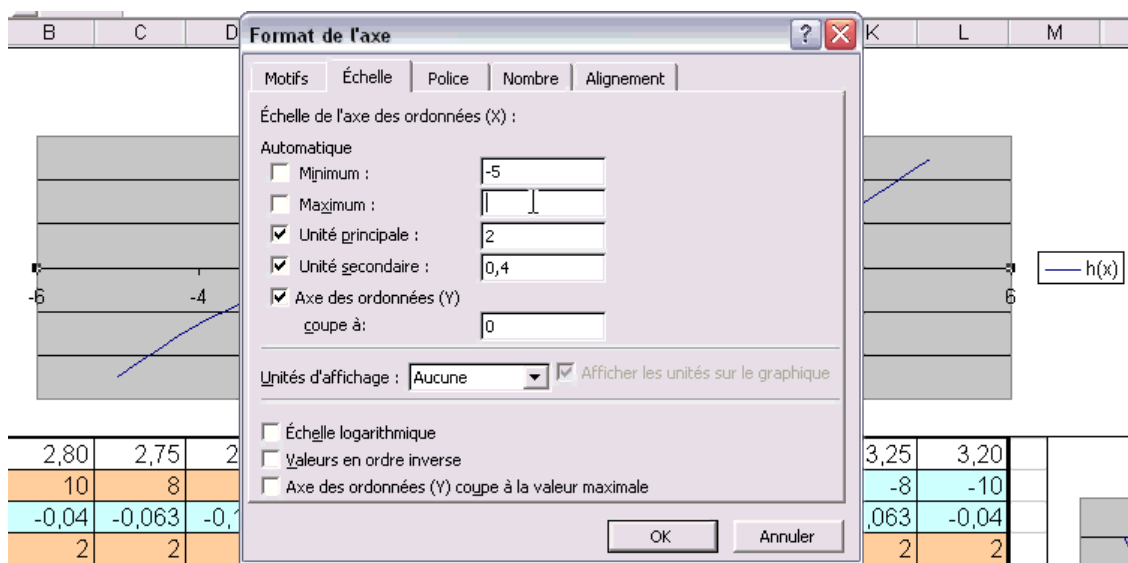 B C D Format de l'axe ? K L M
Motifs Échelle Police Nombre Alignement
Échelle de l'axe des ordonnées (X) :
Automatique
Minimum : -5
Maximum :
Unité principale : 2
Unité secondaire : 0,4
Axe des ordonnées (Y)
coupe à: 0
-6 -4 6 h(x)
Unités d'affichage : Aucune Afficher les unités sur le graphique
Échelle logarithmique
Valeurs en ordre inverse
Axe des ordonnées (Y) coupe à la valeur maximale
OK Annuler
2,80 2,75 2 3,25 3,20
10 8 -8 -10
-0,04 -0,063 -0,1 ,063 -0,04
2 2 2 2